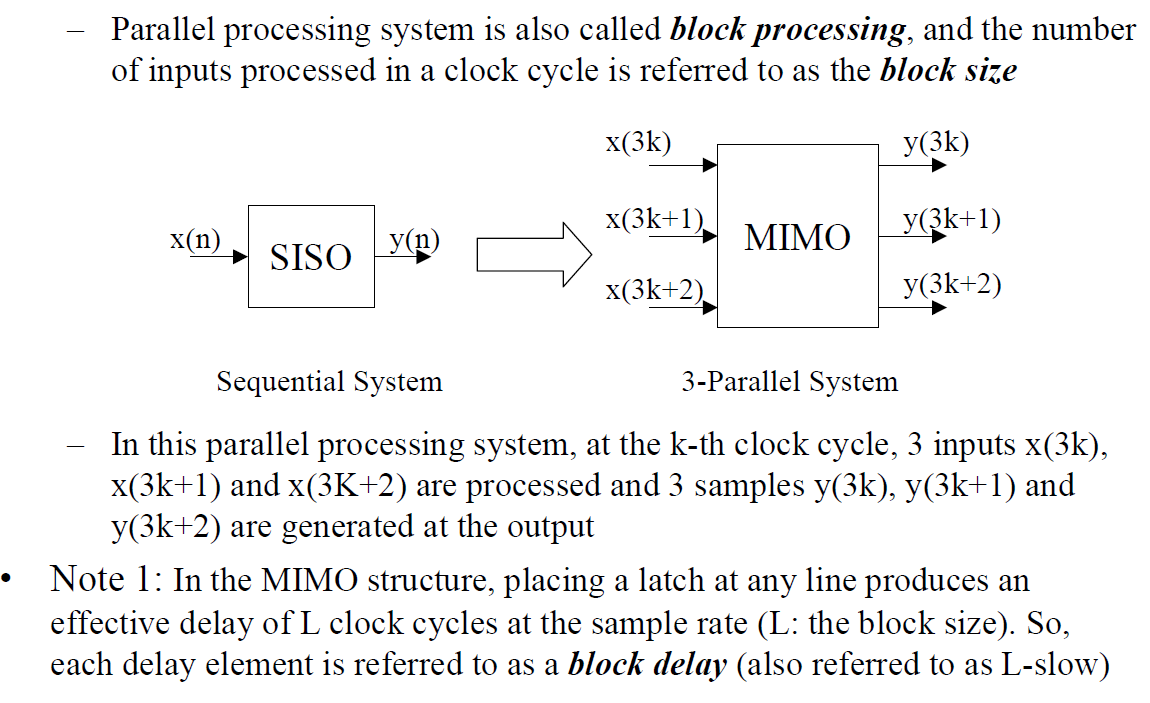 – Parallel processing system is also called block processing, and the number
of inputs processed in a clock cycle is referred to as the block size
x(3k)
y(3k)
x(n)
SISO
y(n)
x(3k+1)
MIMO
y(3k+1)
x(3k+2)
y(3k+2)
Sequential System
3-Parallel System
– In this parallel processing system, at the k-th clock cycle, 3 inputs x(3k),
x(3k+1) and x(3K+2) are processed and 3 samples y(3k), y(3k+1) and
y(3k+2) are generated at the output
• Note 1: In the MIMO structure, placing a latch at any line produces an
effective delay of L clock cycles at the sample rate (L: the block size). So,
each delay element is referred to as a block delay (also referred to as L-slow)